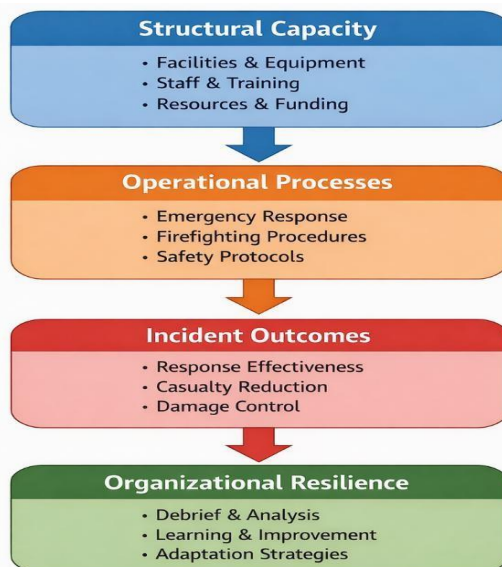 Structural Capacity
• Facilities & Equipment
• Staff & Training
• Resources & Funding
Operational Processes
• Emergency Response
• Firefighting Procedures
• Safety Protocols
Incident Outcomes
• Response Effectiveness
• Casualty Reduction
• Damage Control
Organizational Resilience
• Debrief & Analysis
• Learning & Improvement
• Adaptation Strategies